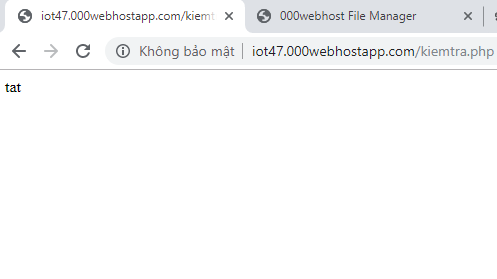 iot47.000webhostapp.com/kiemt
000webhost File Manager
Không bảo mật
iot47.000webhostapp.com/kiemtra.php
tat